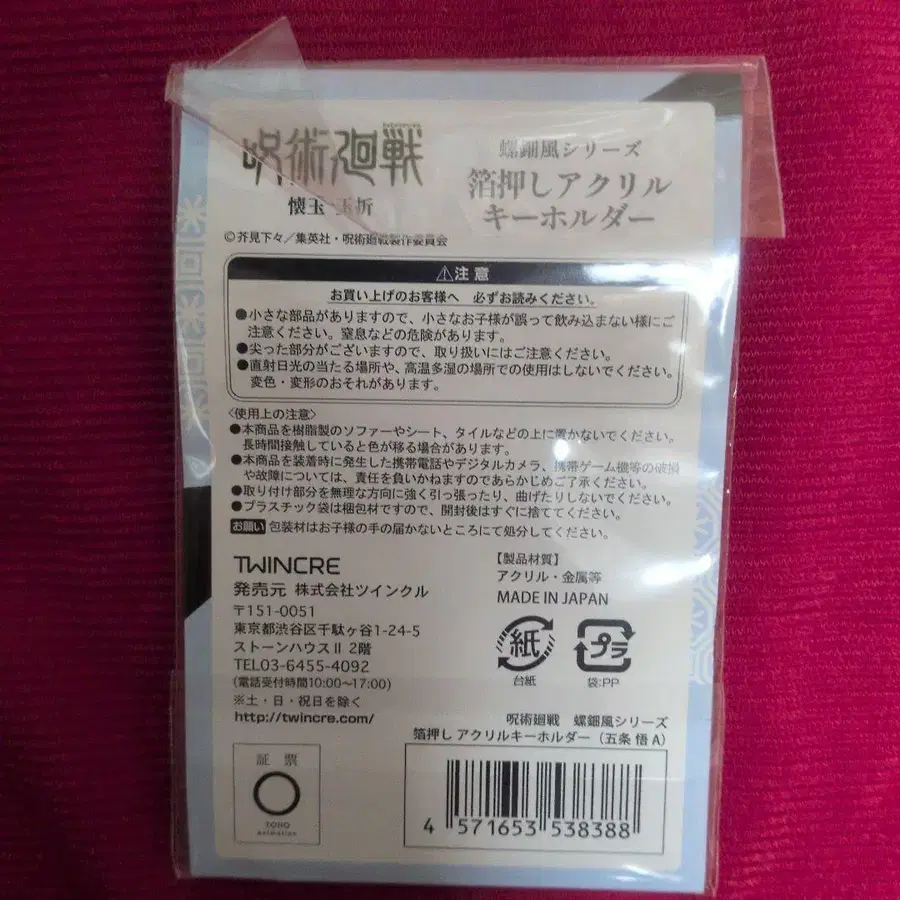 呪術廻戦
懐玉・玉折
©芥見下々／集英社・呪術廻戦製作委員会
螺鈿風シリーズ
箔押しアクリル
キーホルダー
⚠注意
お買い上げのお客様へ 必ずお読みください。
●小さな部品がありますので、小さなお子様が誤って飲み込まない様にご
注意ください。窒息などの危険があります。
●尖った部分がございますので、取り扱いにはご注意ください。
●直射日光の当たる場所や、高温多湿の場所での使用はしないでください。
変色・変形のおそれがあります。
〈使用上の注意〉
●本商品を樹脂製のソファーやシート、タイルなどの上に置かないでください。
長時間接触していると色が移る場合があります。
●本商品を装着時に発生した携帯電話やデジタルカメラ、携帯ゲーム機等の破損
や故障については、責任を負いかねますのであらかじめご了承ください。
●取り付け部分を無理な方向に強く引っ張ったり、曲げたりしないでください。
●プラスチック袋は梱包材ですので、開封後はすぐに捨ててください。
お願い 包装材はお子様の手の届かないところにて処分してください。
TWINCRE
発売元 株式会社ツインクル
〒151-0051
東京都渋谷区千駄ヶ谷1-24-5
ストーンハウスⅡ 2階
TEL03-6455-4092
(電話受付時間10:00〜17:00)
※土・日・祝日を除く
http://twincre.com/
【製品材質】
アクリル・金属等
MADE IN JAPAN
紙
台紙
プラ
袋:PP
呪術廻戦 螺鈿風シリーズ
箔押し アクリルキーホルダー（五条 悟 A）
証 票
TOHO
animation
4 571653 538388